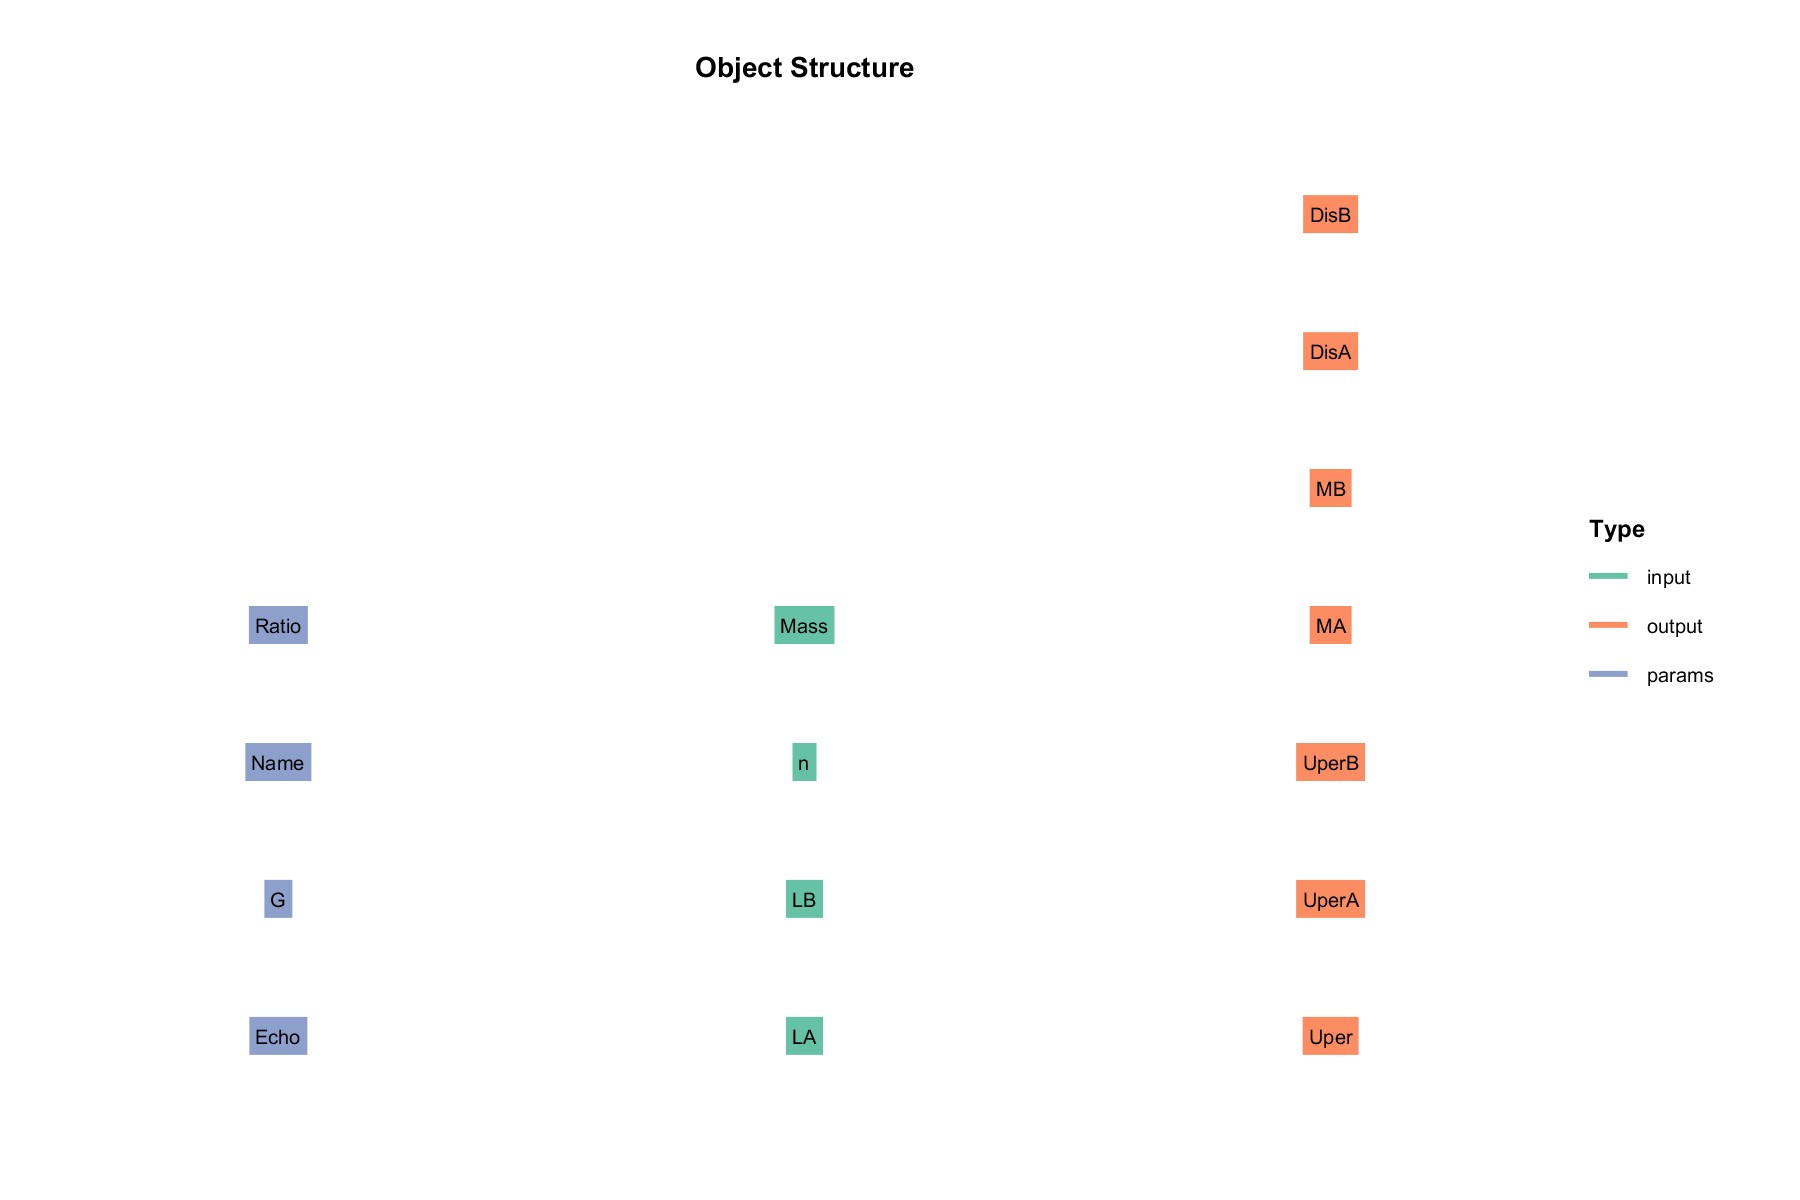 Object Structure
DisB
DisA
MB
Type
input
Ratio
Mass
MA
output
params
Name
n
UperB
G
LB
UperA
Echo
LA
Uper